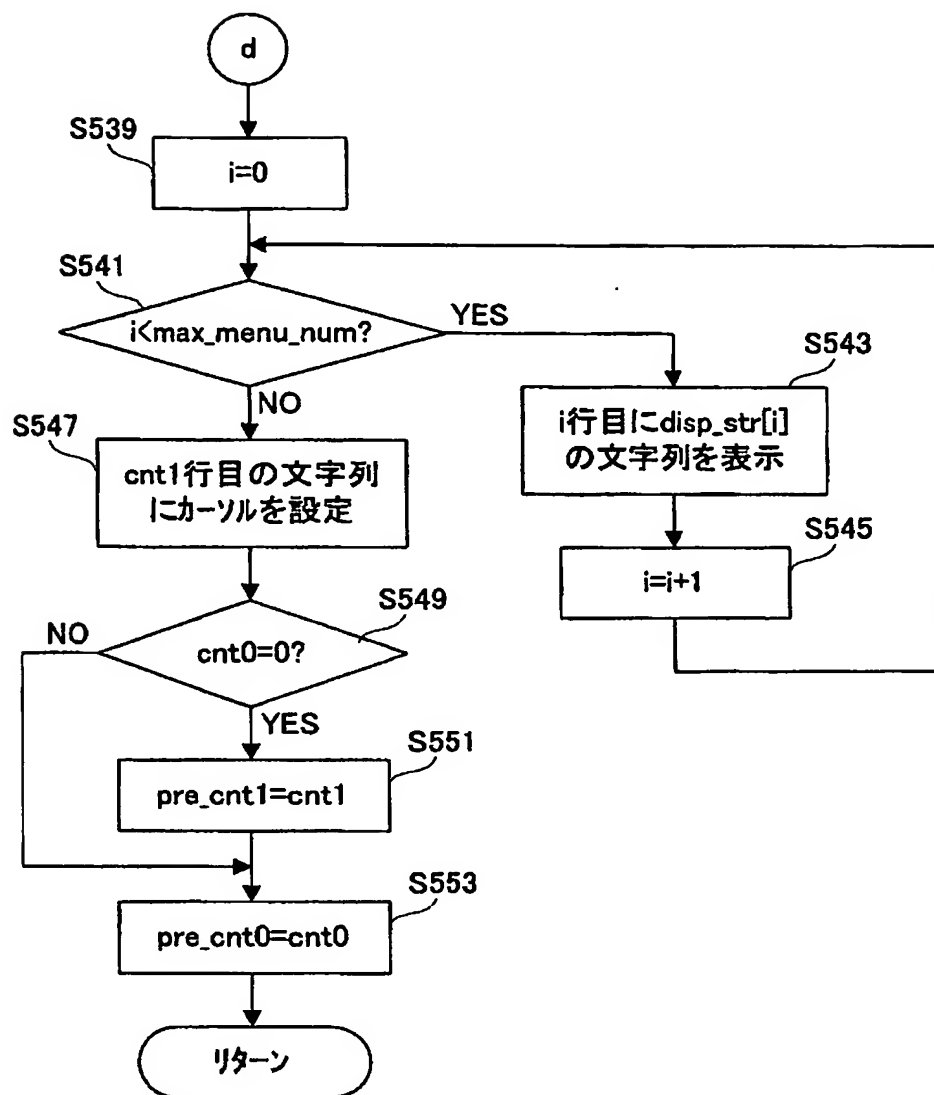 d
S539
i=0
S541
i<max_menu_num?
YES
NO
S543
i行目にdisp_str[i]
の文字列を表示
S545
i=i+1
S547
cnt1行目の文字列
にカーソルを設定
S549
cnt0=0?
NO
YES
S551
pre_cnt1=cnt1
S553
pre_cnt0=cnt0
リターン